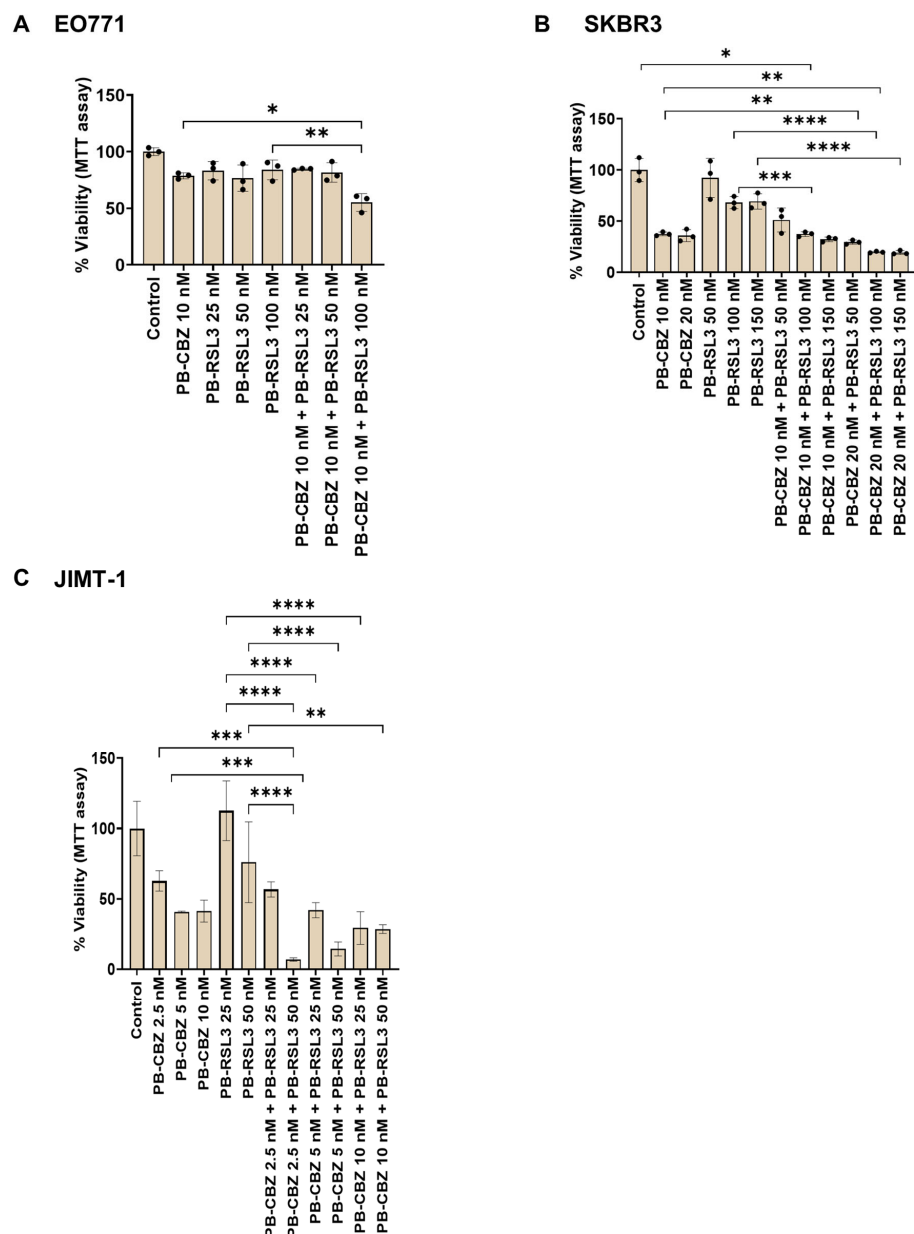 A EO771
*
**
% Viability (MTT assay)
150
100
50
0
Control
PB-CBZ 10 nM
PB-RSL3 25 nM
PB-RSL3 50 nM
PB-RSL3 100 nM
PB-CBZ 10 nM + PB-RSL3 25 nM
PB-CBZ 10 nM + PB-RSL3 50 nM
PB-CBZ 10 nM + PB-RSL3 100 nM
B SKBR3
*
**
**
****
****
***
% Viability (MTT assay)
150
100
50
0
Control
PB-CBZ 10 nM
PB-CBZ 20 nM
PB-RSL3 50 nM
PB-RSL3 100 nM
PB-RSL3 150 nM
PB-CBZ 10 nM + PB-RSL3 50 nM
PB-CBZ 10 nM + PB-RSL3 100 nM
PB-CBZ 10 nM + PB-RSL3 150 nM
PB-CBZ 20 nM + PB-RSL3 50 nM
PB-CBZ 20 nM + PB-RSL3 100 nM
PB-CBZ 20 nM + PB-RSL3 150 nM
C JIMT-1
****
****
****
****
**
***
***
****
% Viability (MTT assay)
150
100
50
0
Control
PB-CBZ 2.5 nM
PB-CBZ 5 nM
PB-CBZ 10 nM
PB-RSL3 25 nM
PB-RSL3 50 nM
PB-CBZ 2.5 nM + PB-RSL3 25 nM
PB-CBZ 2.5 nM + PB-RSL3 50 nM
PB-CBZ 5 nM + PB-RSL3 25 nM
PB-CBZ 5 nM + PB-RSL3 50 nM
PB-CBZ 10 nM + PB-RSL3 25 nM
PB-CBZ 10 nM + PB-RSL3 50 nM